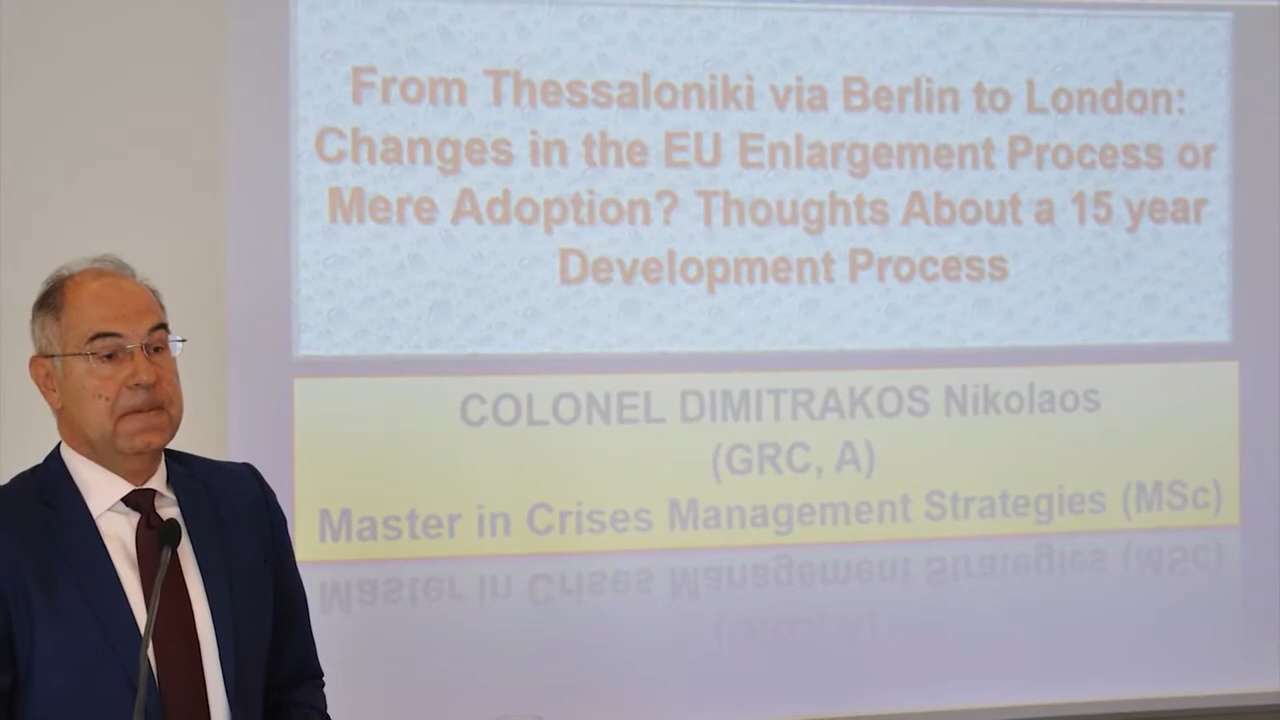 From Thessaloniki via Berlin to London:
Changes in the EU Enlargement Process or
Mere Adoption? Thoughts About a 15 year
Development Process
COLONEL DIMITRAKOS Nikolaos
(GRC, A)
Master in Crises Management Strategies (MSc)